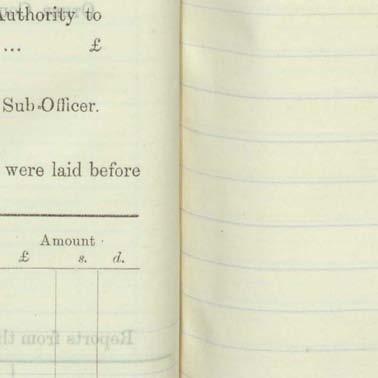 Authority to
... £
Sub-Officer.
were laid before
Amount
£ s. d.